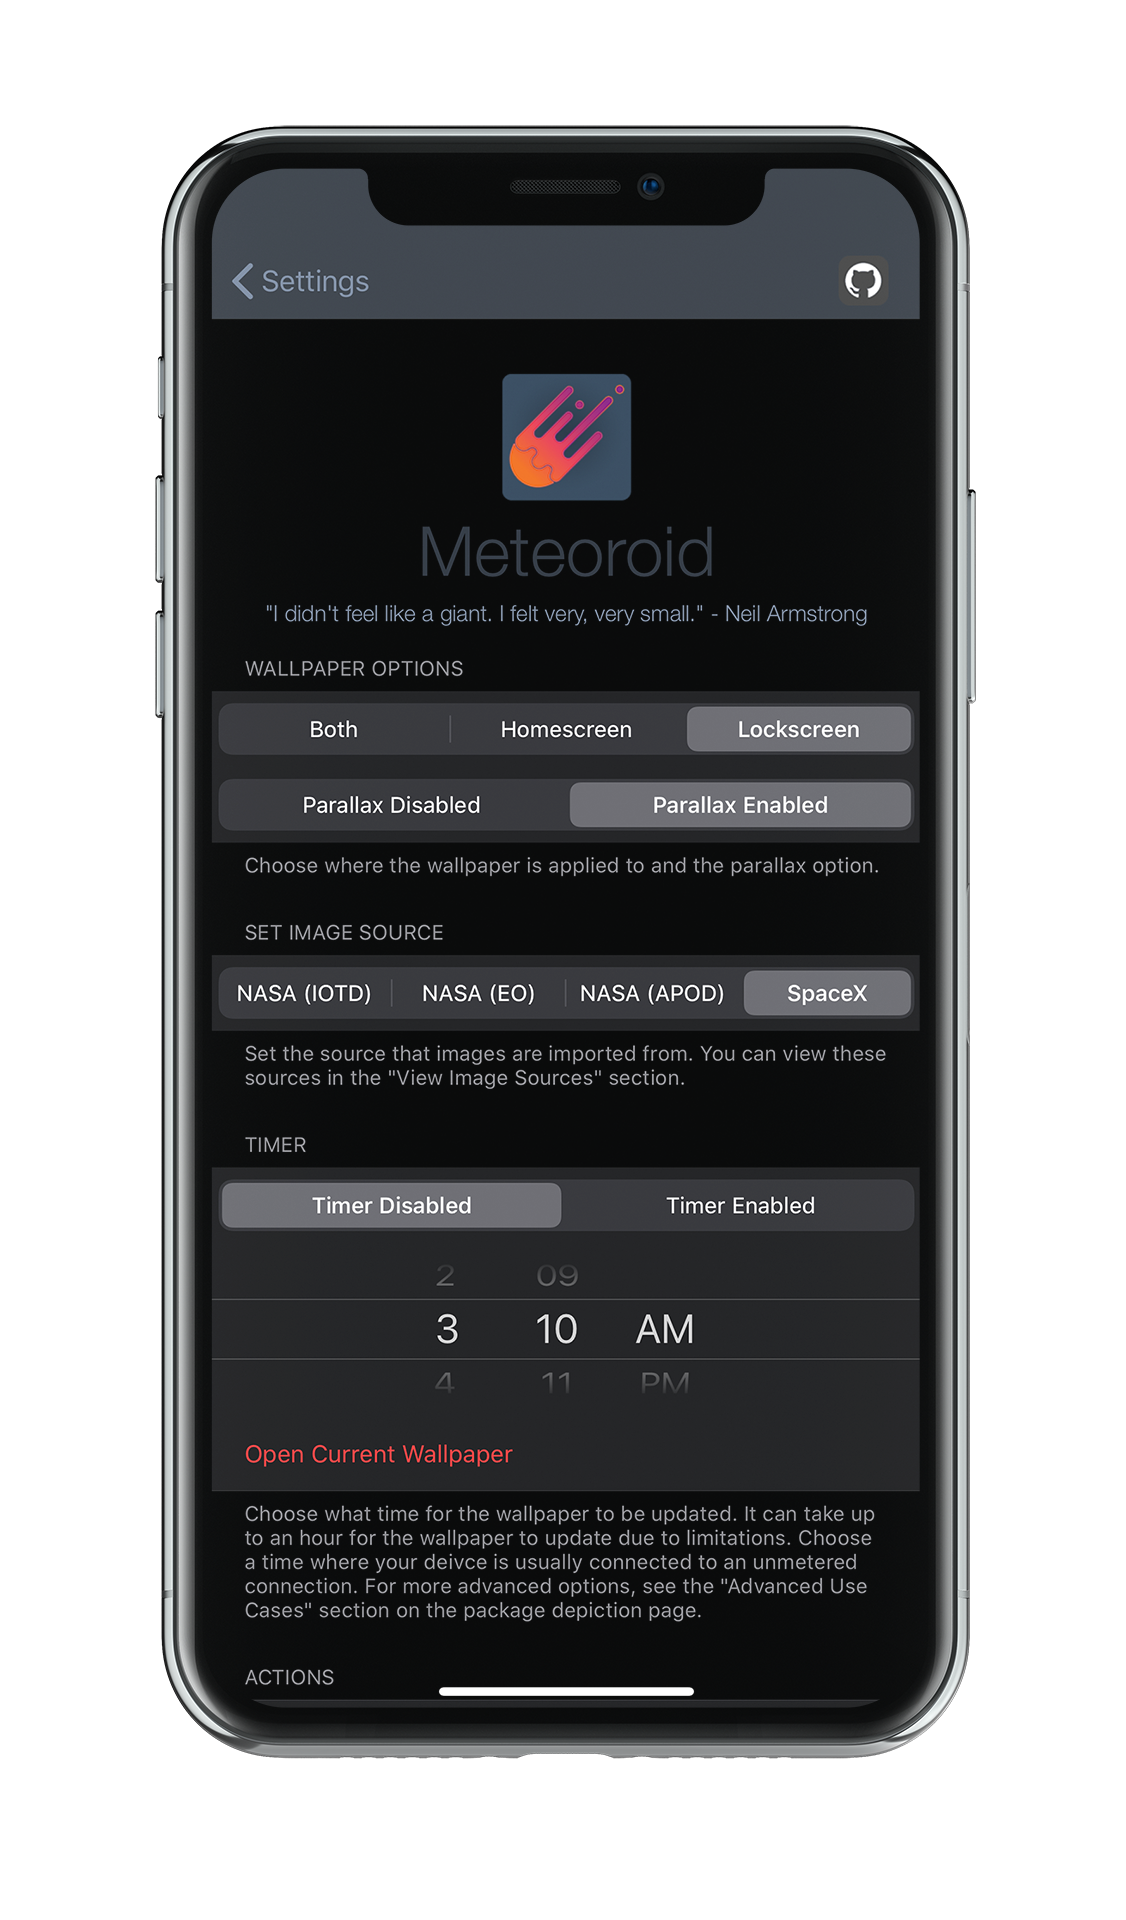 Settings
Meteoroid
"I didn't feel like a giant. I felt very, very small." - Neil Armstrong
WALLPAPER OPTIONS
Both Homescreen Lockscreen
Parallax Disabled Parallax Enabled
Choose where the wallpaper is applied to and the parallax option.
SET IMAGE SOURCE
NASA (IOTD) NASA (EO) NASA (APOD) SpaceX
Set the source that images are imported from. You can view these
sources in the "View Image Sources" section.
TIMER
Timer Disabled Timer Enabled
2 09
3 10 AM
4 11 PM
Open Current Wallpaper
Choose what time for the wallpaper to be updated. It can take up
to an hour for the wallpaper to update due to limitations. Choose
a time where your deivce is usually connected to an unmetered
connection. For more advanced options, see the "Advanced Use
Cases" section on the package depiction page.
ACTIONS